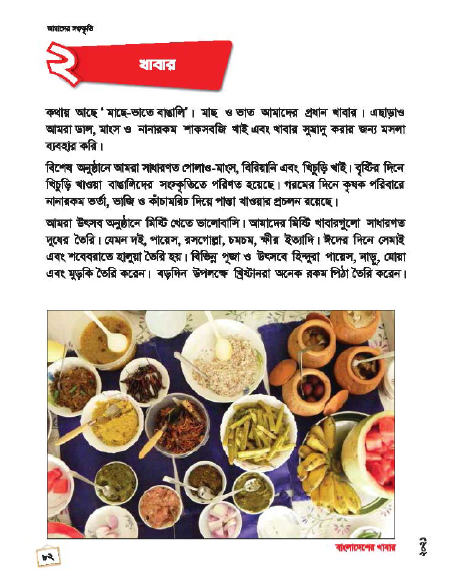 আমাদের সংস্কৃতি
২
খাবার
কথায় আছে ‘ মাছে-ভাতে বাঙালি’ । মাছ ও ভাত আমাদের প্রধান খাবার । এছাড়াও
আমরা ডাল, মাংস ও নানারকম শাকসবজি খাই এবং খাবার সুস্বাদু করার জন্য মসলা
ব্যবহার করি ।
বিশেষ অনুষ্ঠানে আমরা সাধারণত পোলাও-মাংস, বিরিয়ানি এবং খিচুড়ি খাই । বৃষ্টির দিনে
খিচুড়ি খাওয়া বাঙালিদের সংস্কৃতিতে পরিণত হয়েছে । গরমের দিনে কৃষক পরিবারে
নানারকম ভর্তা, ভাজি ও কাঁচামরিচ দিয়ে পান্তা খাওয়ার প্রচলন রয়েছে ।
আমরা উৎসব অনুষ্ঠানে মিষ্টি খেতে ভালোবাসি । আমাদের মিষ্টি খাবারগুলো সাধারণত
দুধের তৈরি । যেমন দই, পায়েস, রসগোল্লা, চমচম, ক্ষীর ইত্যাদি । ঈদের দিনে সেমাই
এবং শবেবরাতে হালুয়া তৈরি হয় । বিভিন্ন পূজা ও উৎসবে হিন্দুরা পায়েস, নাড়ু, মোয়া
এবং মুড়কি তৈরি করেন । বড়দিন উপলক্ষে খ্রিষ্টানরা অনেক রকম পিঠা তৈরি করেন ।
বাংলাদেশের খাবার
৮২